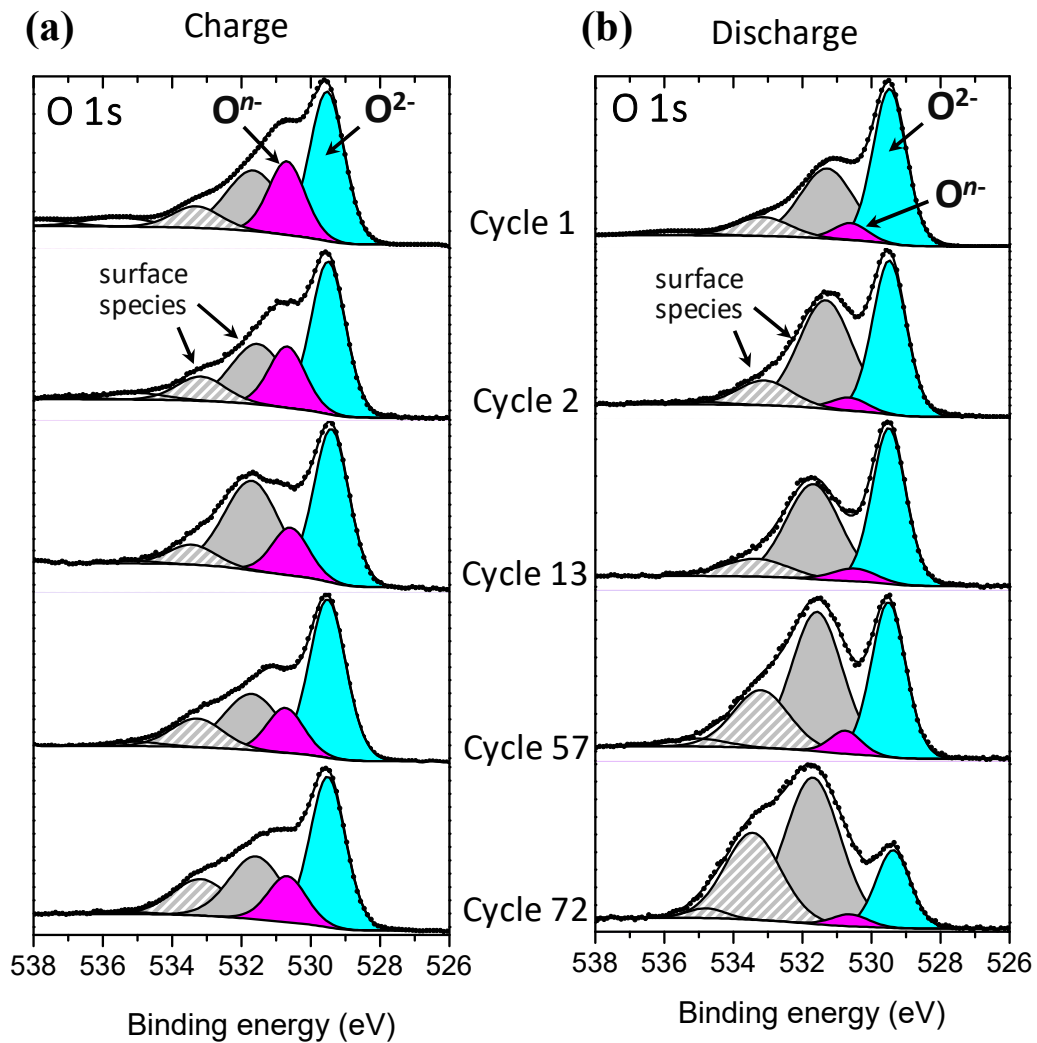 (a) Charge
(b) Discharge
O 1s
Oⁿ⁻
O²⁻
O 1s
O²⁻
Oⁿ⁻
Cycle 1
surface
species
surface
species
Cycle 2
Cycle 13
Cycle 57
Cycle 72
538 536 534 532 530 528 526
538 536 534 532 530 528 526
Binding energy (eV)
Binding energy (eV)